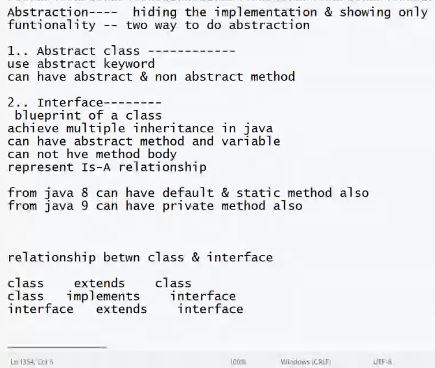 Abstraction---- hiding the implementation & showing only
funtionality -- two way to do abstraction
1.. Abstract class ------------
use abstract keyword
can have abstract & non abstract method
2.. Interface--------
blueprint of a class
achieve multiple inheritance in java
can have abstract method and variable
can not hve method body
represent Is-A relationship
from java 8 can have default & static method also
from java 9 can have private method also
relationship betwn class & interface
class extends class
class implements interface
interface extends interface
Ln 1354, Col 6 100% Windows (CRLF) UTF-8